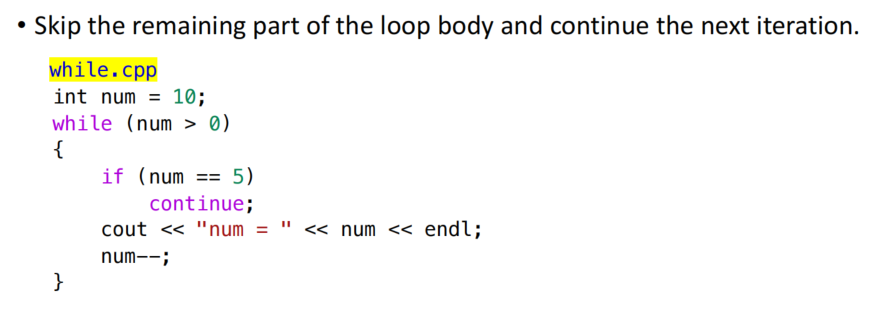 • Skip the remaining part of the loop body and continue the next iteration.
while.cpp
int num = 10;
while (num > 0)
{
    if (num == 5)
        continue;
    cout << "num = " << num << endl;
    num--;
}